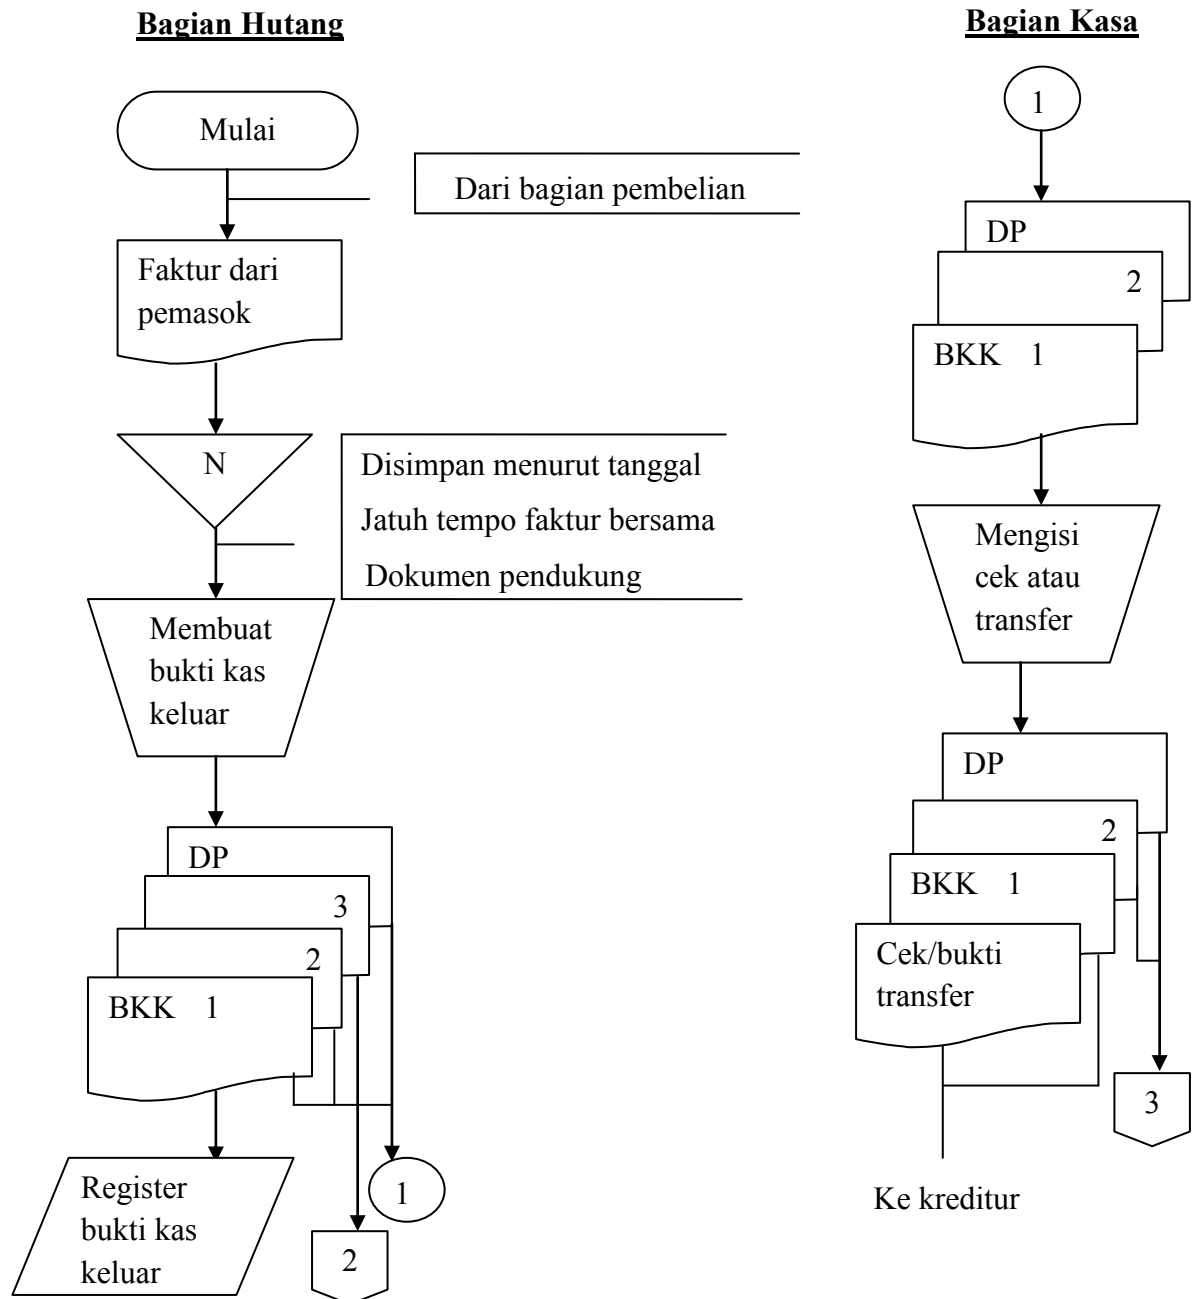 Bagian Hutang
Mulai
Dari bagian pembelian
Faktur dari
pemasok
N
Disimpan menurut tanggal
Jatuh tempo faktur bersama
Dokumen pendukung
Membuat
bukti kas
keluar
DP
3
2
BKK 1
Register
bukti kas
keluar
1
2
Bagian Kasa
1
DP
2
BKK 1
Mengisi
cek atau
transfer
DP
2
BKK 1
Cek/bukti
transfer
3
Ke kreditur